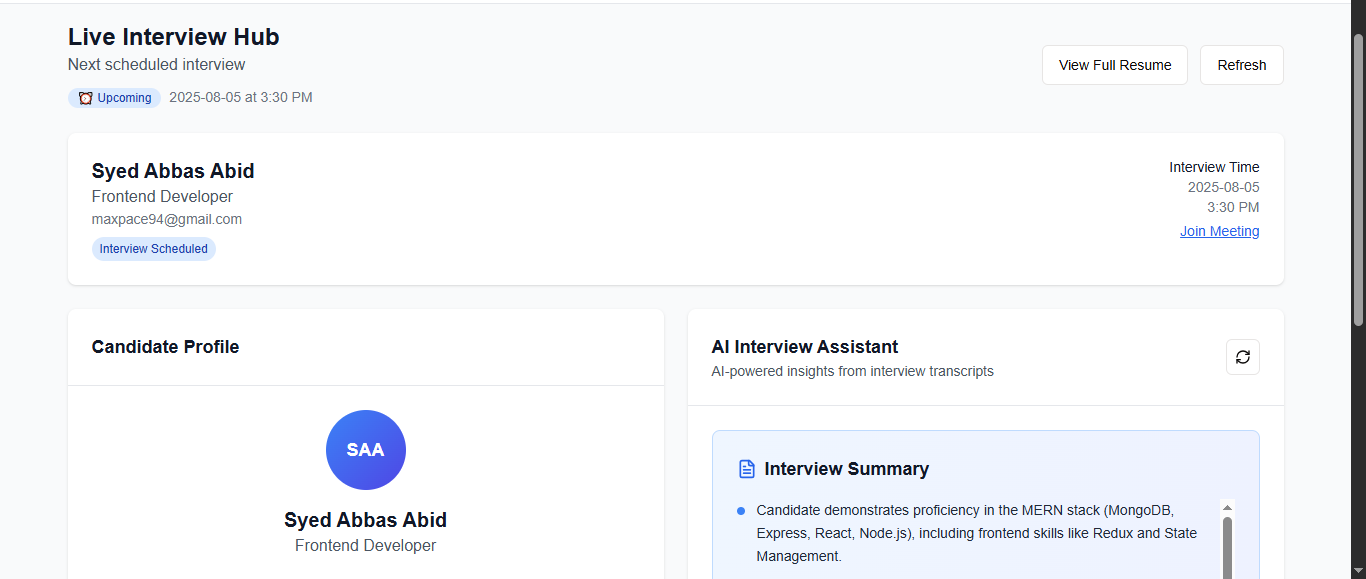 Live Interview Hub
Next scheduled interview
View Full Resume
Refresh
Upcoming
2025-08-05 at 3:30 PM
Syed Abbas Abid
Frontend Developer
maxpace94@gmail.com
Interview Scheduled
Interview Time
2025-08-05
3:30 PM
Join Meeting
Candidate Profile
SAA
Syed Abbas Abid
Frontend Developer
AI Interview Assistant
AI-powered insights from interview transcripts
Interview Summary
Candidate demonstrates proficiency in the MERN stack (MongoDB,
Express, React, Node.js), including frontend skills like Redux and State
Management.